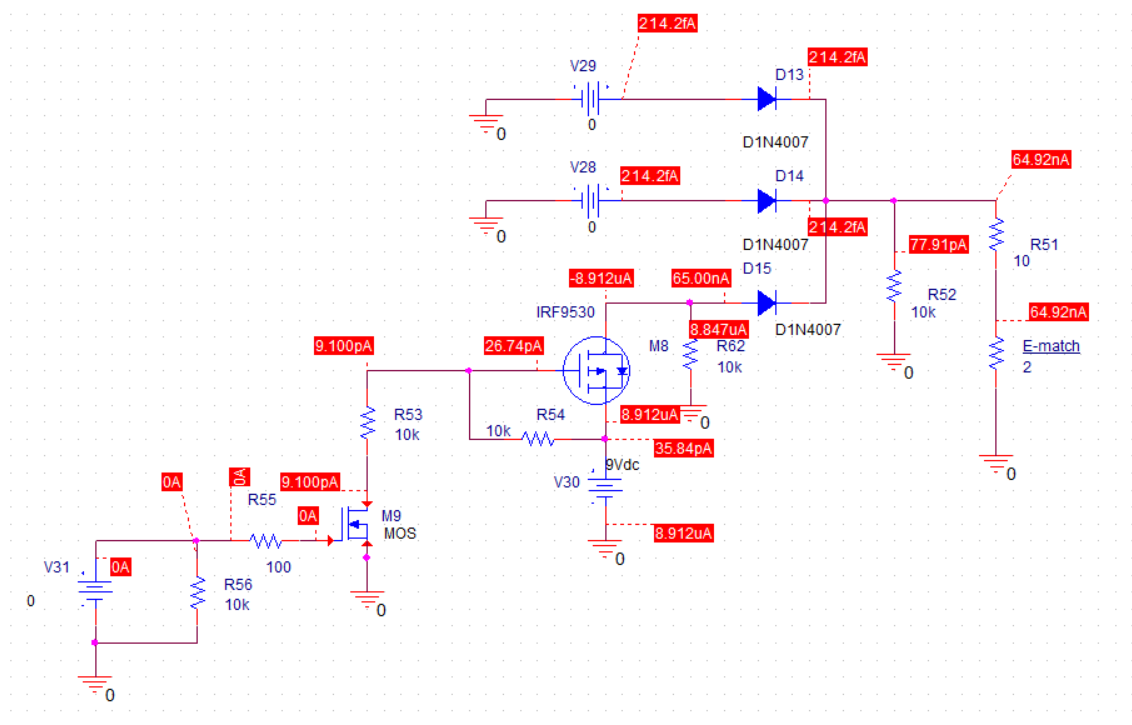 214.2fA
V29
214.2fA
D13
0
0
D1N4007
V28
214.2fA
D14
64.92nA
0
0
214.2fA
D1N4007
77.91pA
R51
10
-8.912uA
65.00nA
D15
R52
10k
IRF9530
D1N4007
64.92nA
9.100pA
26.74pA
M8
8.847uA
R62
10k
E-match
2
0
R53
10k
R54
10k
8.912uA
0
35.84pA
9Vdc
V30
0
0A
0A
R55
9.100pA
0A
M9
MOS
8.912uA
0
V31
0A
100
0
R56
10k
0
0